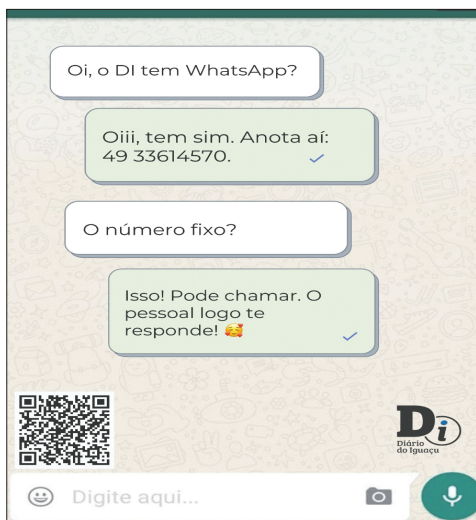 Oi, o DI tem WhatsApp?
Oiii, tem sim. Anota aí:
49 33614570.
O número fixo?
Isso! Pode chamar. O
pessoal logo te
responde! 🥰
Di
Diário
do Iguaçu
Digite aqui...